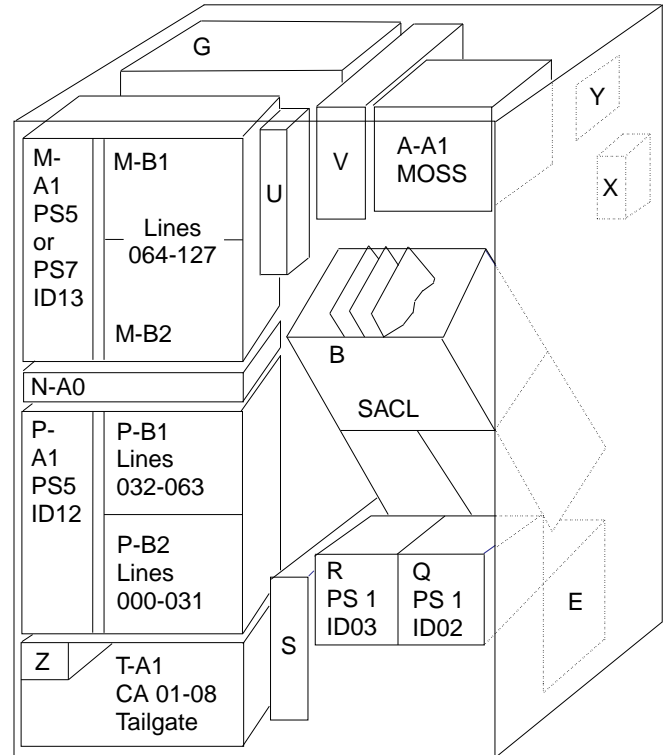 G
Y
M-
A1
PS5
or
PS7
ID13
M-B1
Lines
064-127
M-B2
U
V
A-A1
MOSS
X
B
SACL
N-A0
P-
A1
PS5
ID12
P-B1
Lines
032-063
P-B2
Lines
000-031
R
PS 1
ID03
Q
PS 1
ID02
E
S
Z
T-A1
CA 01-08
Tailgate